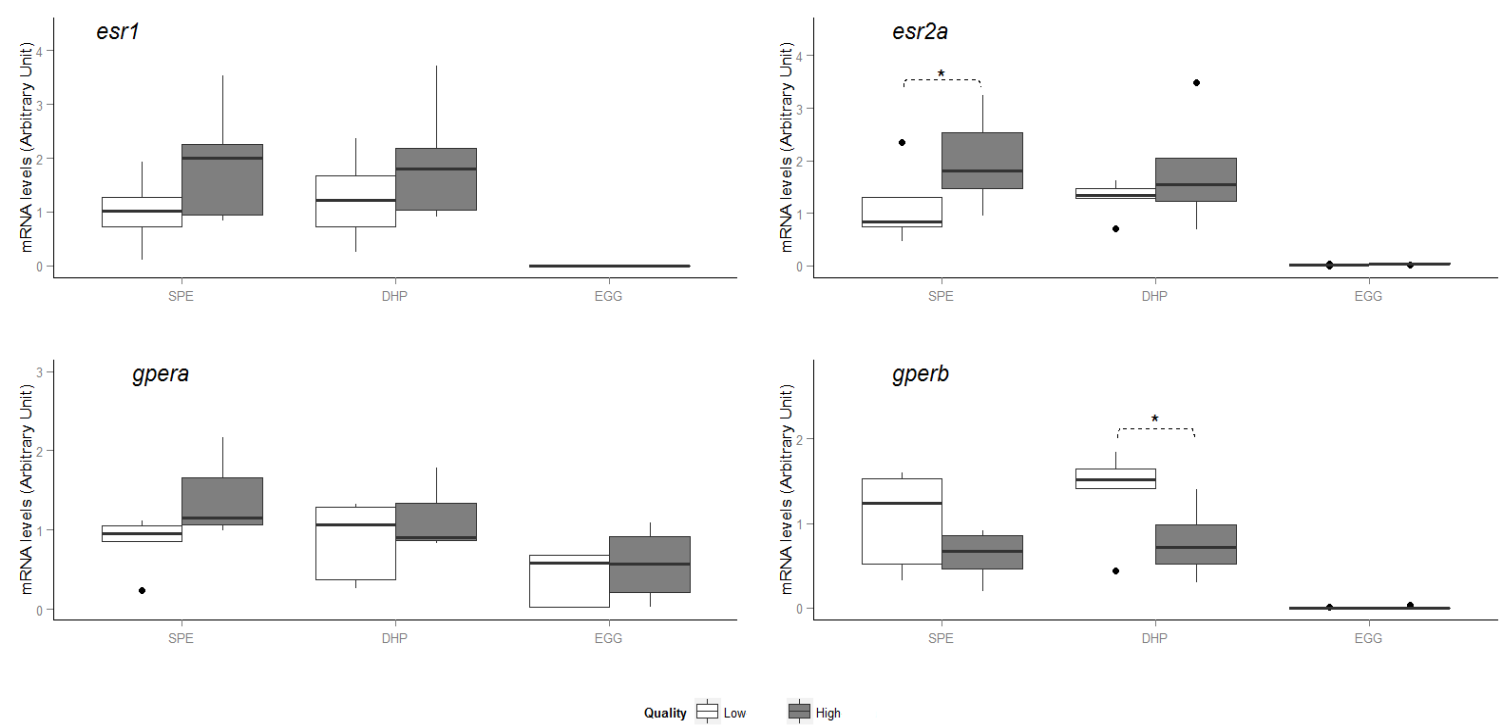 esr1
mRNA levels (Arbitrary Unit)
4
3
2
1
0
SPE DHP EGG
esr2a
*
mRNA levels (Arbitrary Unit)
4
3
2
1
0
SPE DHP EGG
gpera
mRNA levels (Arbitrary Unit)
3
2
1
0
SPE DHP EGG
gperb
*
mRNA levels (Arbitrary Unit)
2
1
0
SPE DHP EGG
Quality Low High